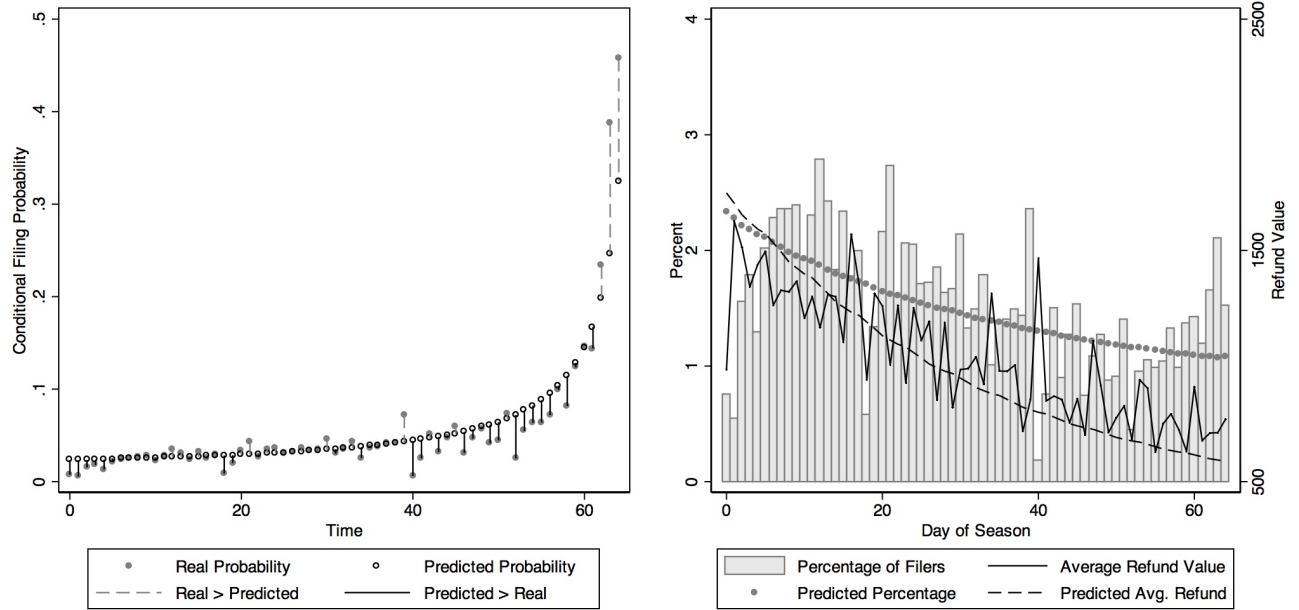 .5
.4
.3
.2
.1
0
Conditional Filing Probability
0 20 40 60
Time
Real Probability
Predicted Probability
Real > Predicted
Predicted > Real
4
3
2
1
0
Percent
2500
1500
500
Refund Value
0 20 40 60
Day of Season
Percentage of Filers
Average Refund Value
Predicted Percentage
Predicted Avg. Refund